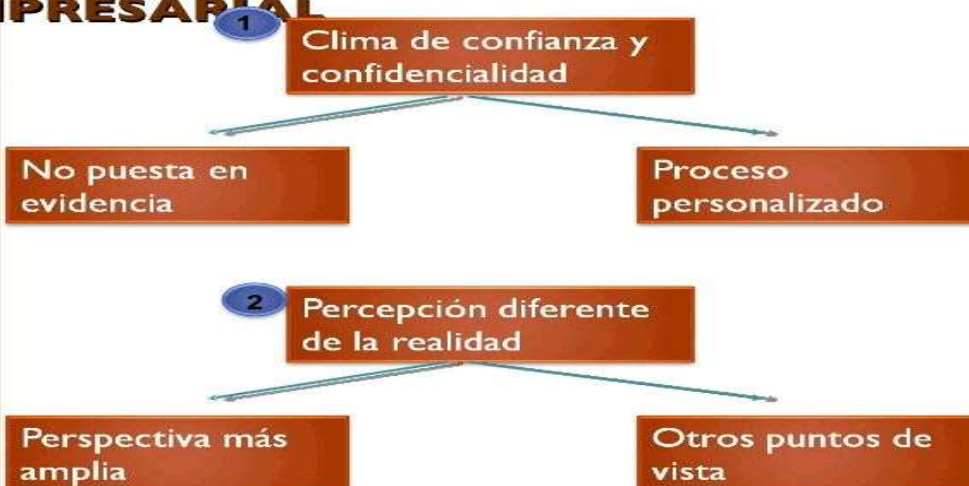 MPRESARIAL
1
Clima de confianza y
confidencialidad
No puesta en
evidencia
Proceso
personalizado
2
Percepción diferente
de la realidad
Perspectiva más
amplia
Otros puntos de
vista